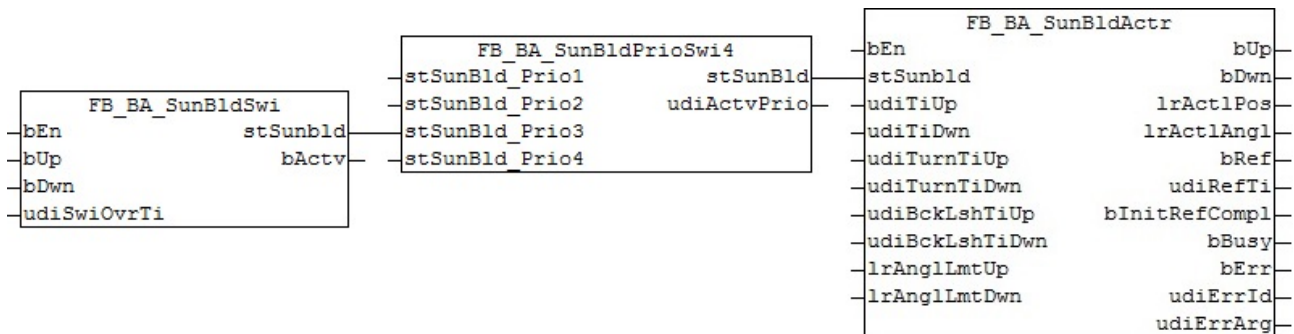 FB_BA_SunBldSwi
bEn stSunbld
bUp bActv
bDwn
udiSwiOvrTi
FB_BA_SunBldPrioSwi4
stSunBld_Prio1 stSunBld
stSunBld_Prio2 udiActvPrio
stSunBld_Prio3
stSunBld_Prio4
FB_BA_SunBldActr
bEn bUp
stSunbld bDwn
udiTiUp lrActlPos
udiTiDwn lrActlAngl
udiTurnTiUp bRef
udiTurnTiDwn udiRefTi
udiBckLshTiUp bInitRefCompl
udiBckLshTiDwn bBusy
lrAnglLmtUp bErr
lrAnglLmtDwn udiErrId
udiErrArg